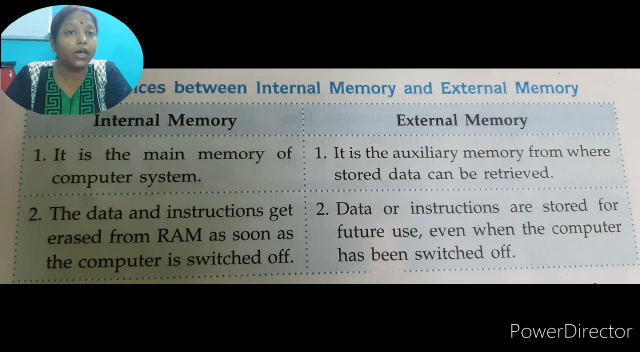 ces between Internal Memory and External Memory
Internal Memory
External Memory
1. It is the main memory of
computer system.
1. It is the auxiliary memory from where
stored data can be retrieved.
2. The data and instructions get
erased from RAM as soon as
the computer is switched off.
2. Data or instructions are stored for
future use, even when the computer
has been switched off.
PowerDirector